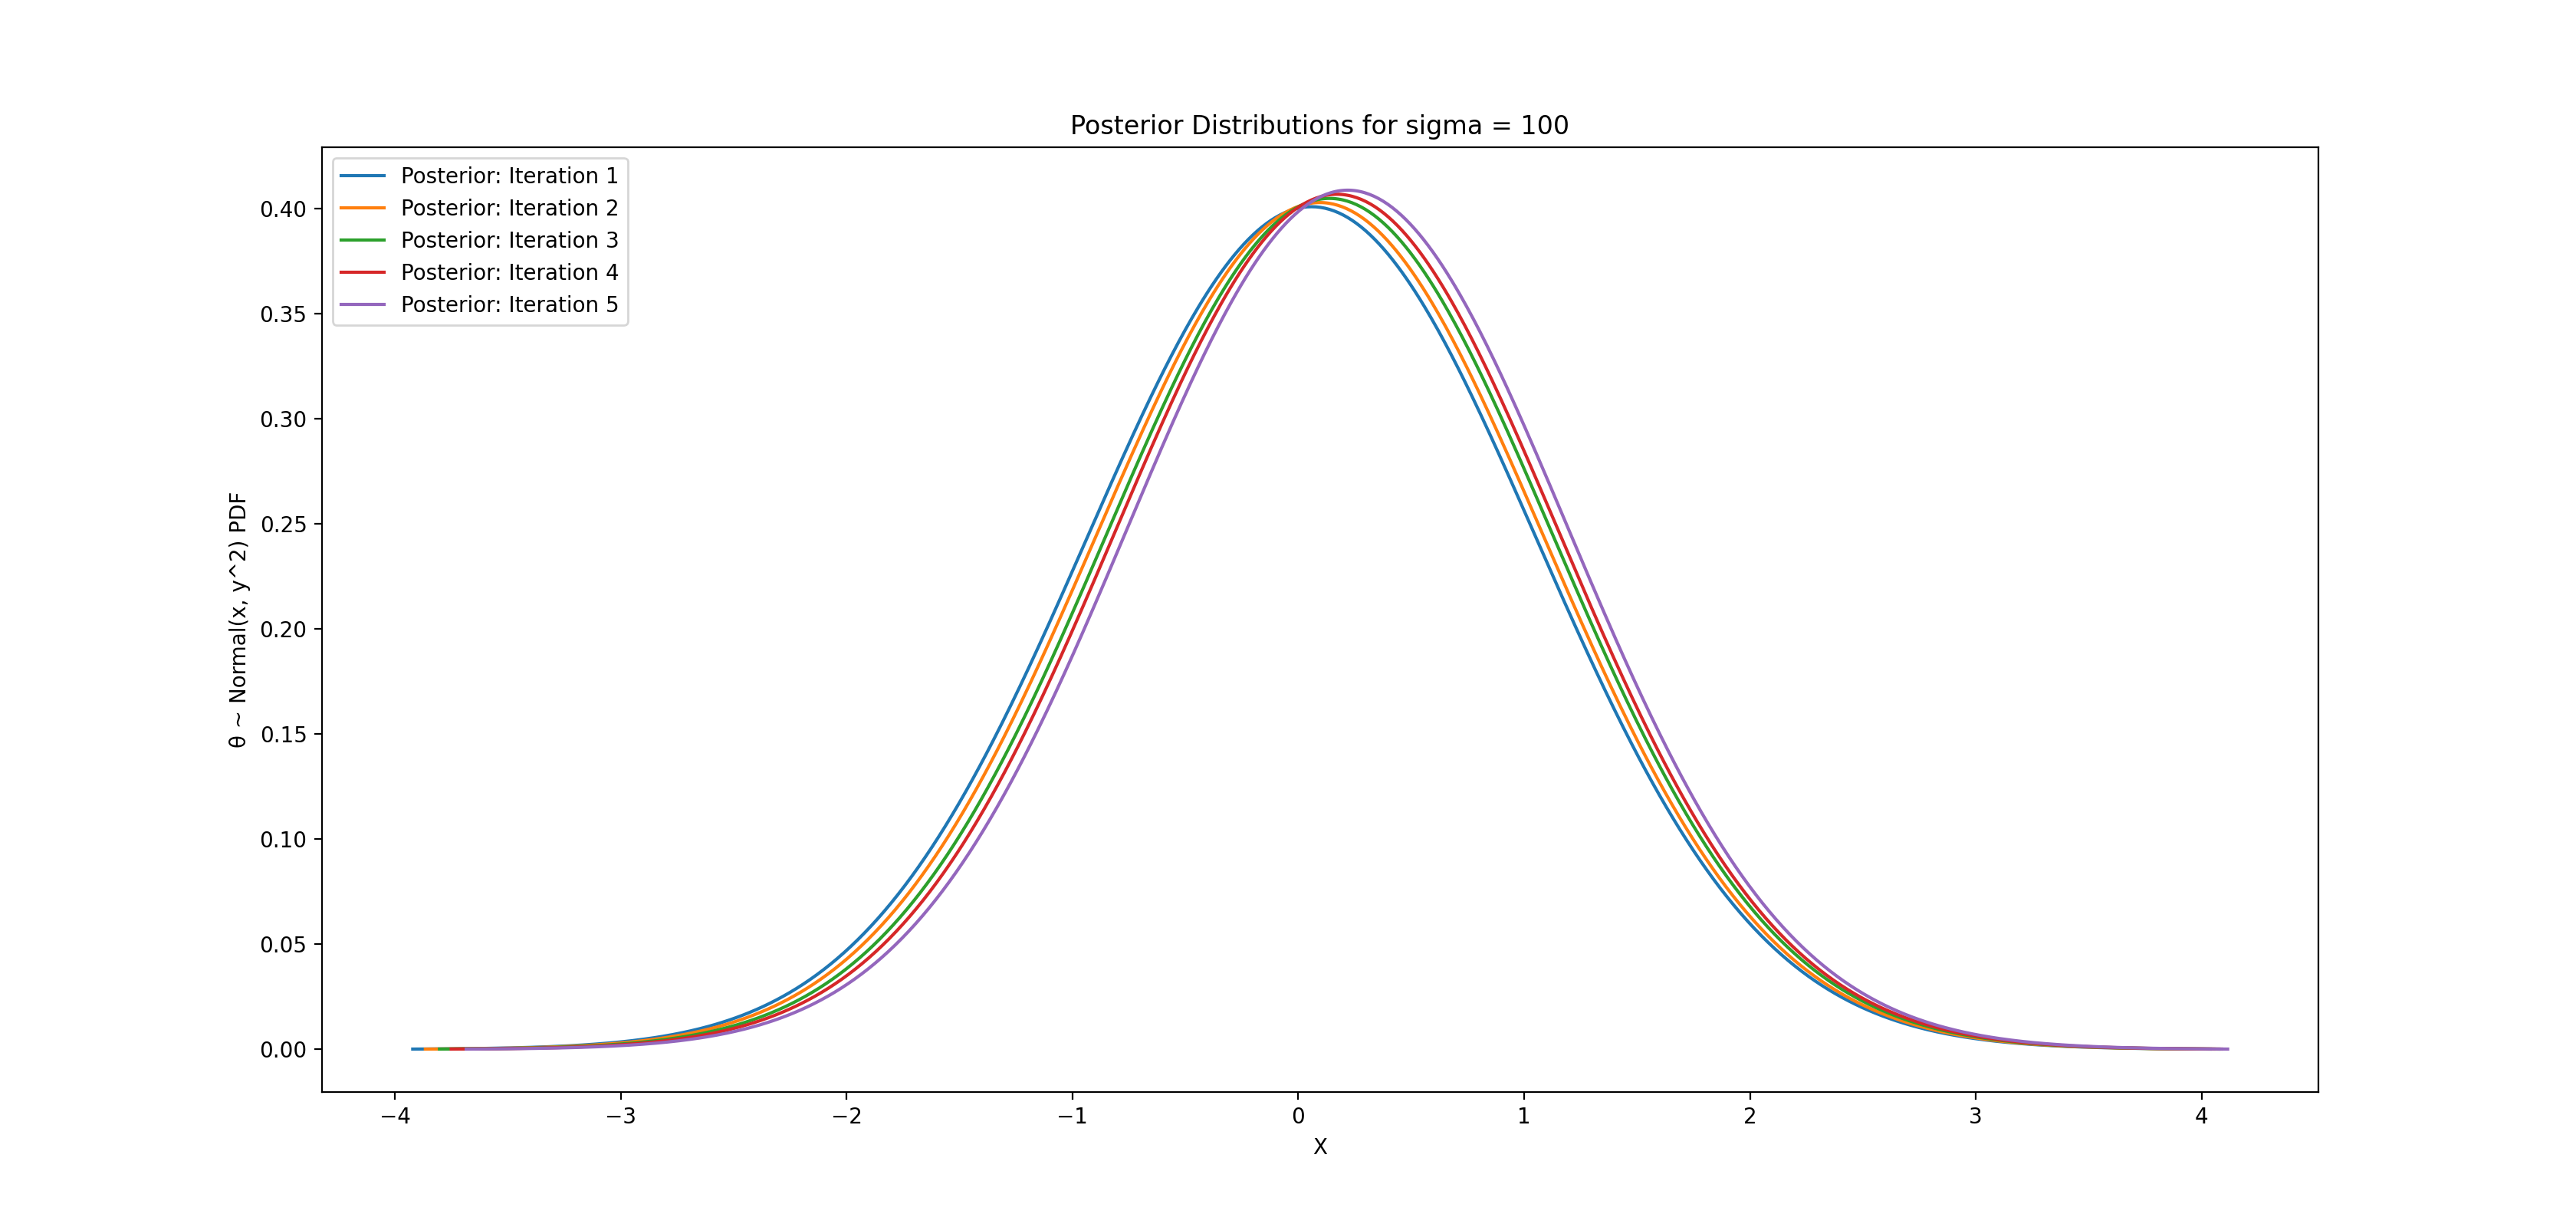 Posterior Distributions for sigma = 100
Posterior: Iteration 1
Posterior: Iteration 2
Posterior: Iteration 3
Posterior: Iteration 4
Posterior: Iteration 5
0.40
0.35
0.30
0.25
0.20
0.15
0.10
0.05
0.00
θ ~ Normal(x, y^2) PDF
−4 −3 −2 −1 0 1 2 3 4
X